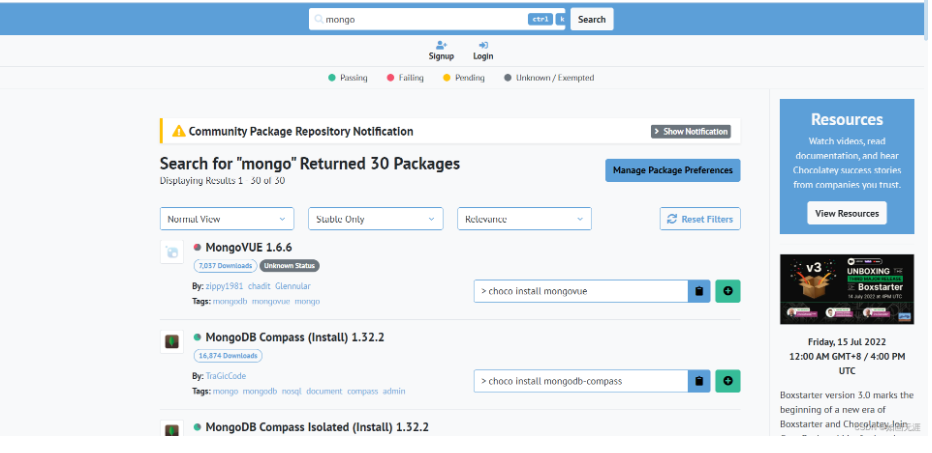 mongo
ctrl k
Search
Signup Login
Passing Failing Pending Unknown / Exempted
Community Package Repository Notification
> Show Notification
Search for "mongo" Returned 30 Packages
Displaying Results 1 - 30 of 30
Manage Package Preferences
Normal View
Stable Only
Relevance
Reset Filters
MongoVUE 1.6.6
7,037 Downloads Unknown Status
By: zippy1981 chadit Glennular
Tags: mongodb mongovue mongo
> choco install mongovue
MongoDB Compass (Install) 1.32.2
16,874 Downloads
By: TraGicCode
Tags: mongo mongodb nosql document compass admin
> choco install mongodb-compass
MongoDB Compass Isolated (Install) 1.32.2
Resources
Watch videos, read
documentation, and hear
Chocolatey success stories
from companies you trust.
View Resources
v3
UNBOXING
Boxstarter
14 July 2022 at 4PM UTC
Friday, 15 Jul 2022
12:00 AM GMT+8 / 4:00 PM
UTC
Boxstarter version 3.0 marks the
beginning of a new era of
Boxstarter and Chocolatey. Join